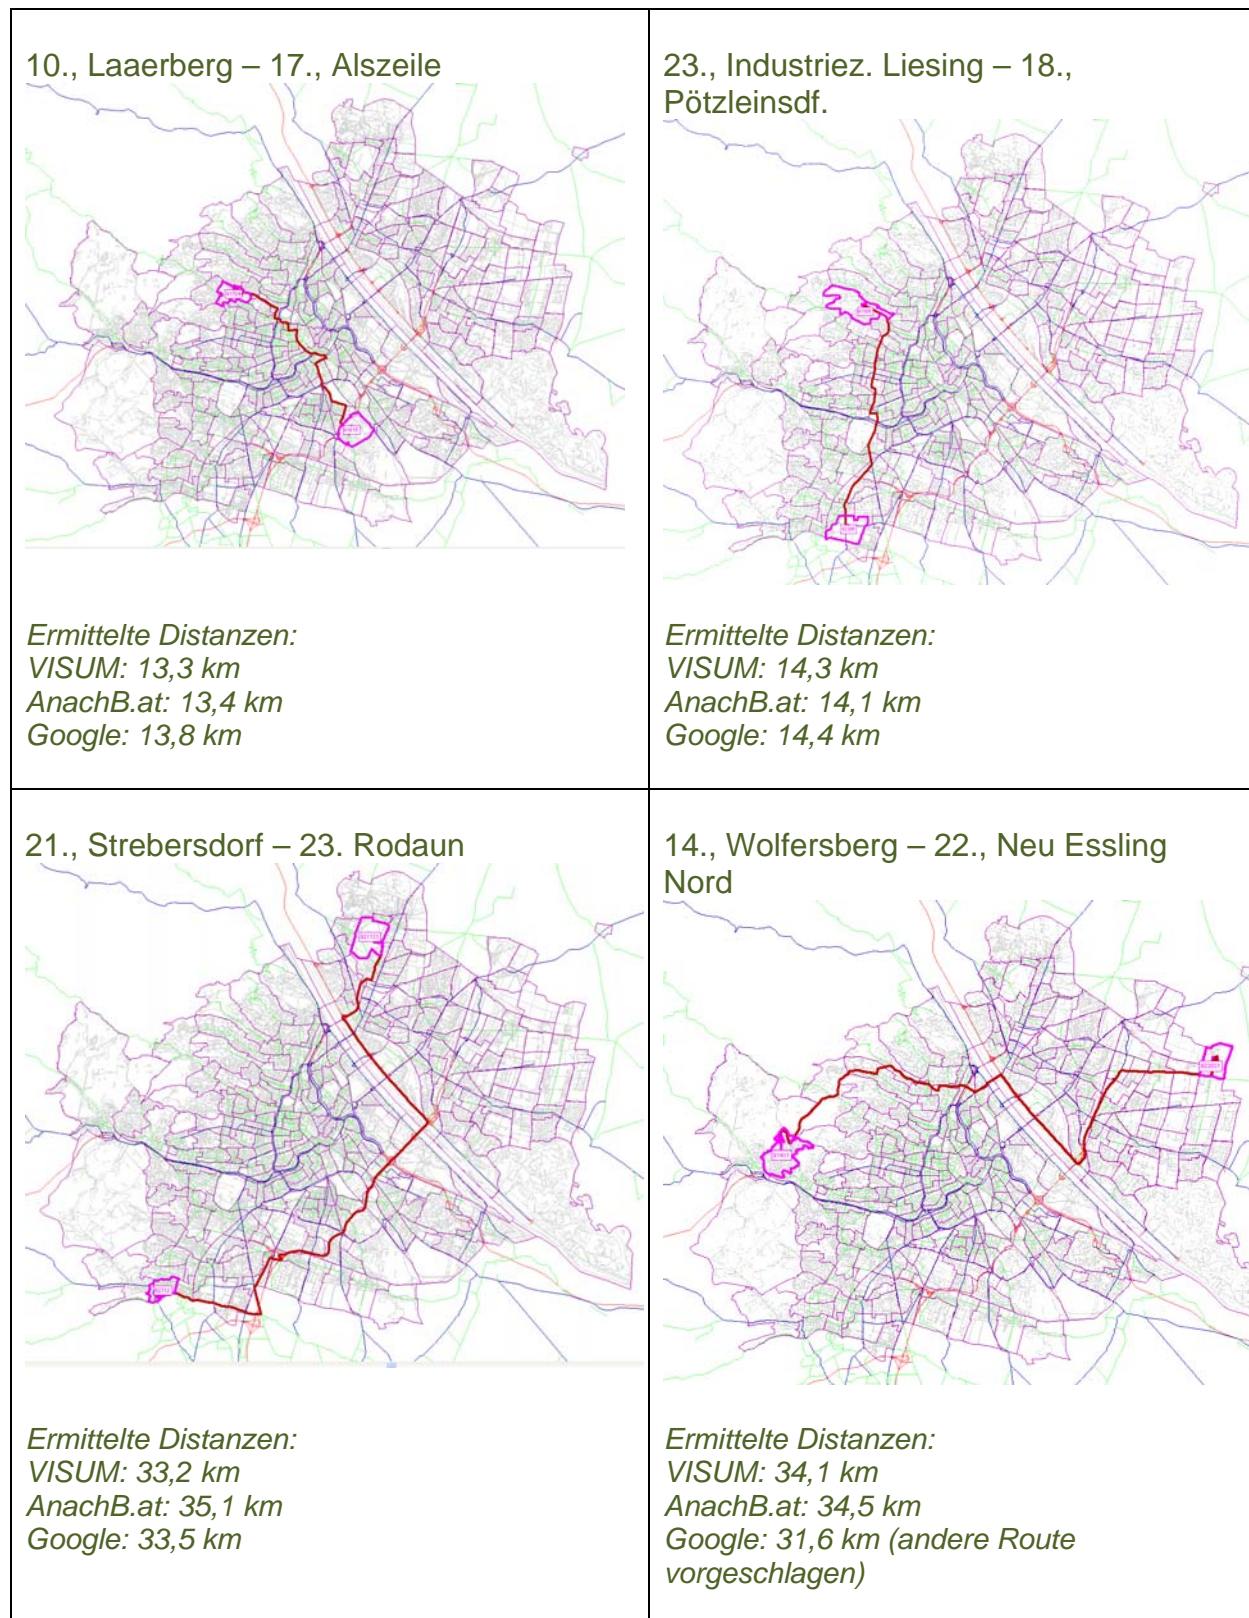 10., Laaerberg – 17., Alszeile
Ermittelte Distanzen:
VISUM: 13,3 km
AnachB.at: 13,4 km
Google: 13,8 km
23., Industriez. Liesing – 18.,
Pötzleinsdf.
Ermittelte Distanzen:
VISUM: 14,3 km
AnachB.at: 14,1 km
Google: 14,4 km
21., Strebersdorf – 23. Rodaun
Ermittelte Distanzen:
VISUM: 33,2 km
AnachB.at: 35,1 km
Google: 33,5 km
14., Wolfersberg – 22., Neu Essling
Nord
Ermittelte Distanzen:
VISUM: 34,1 km
AnachB.at: 34,5 km
Google: 31,6 km (andere Route
vorgeschlagen)